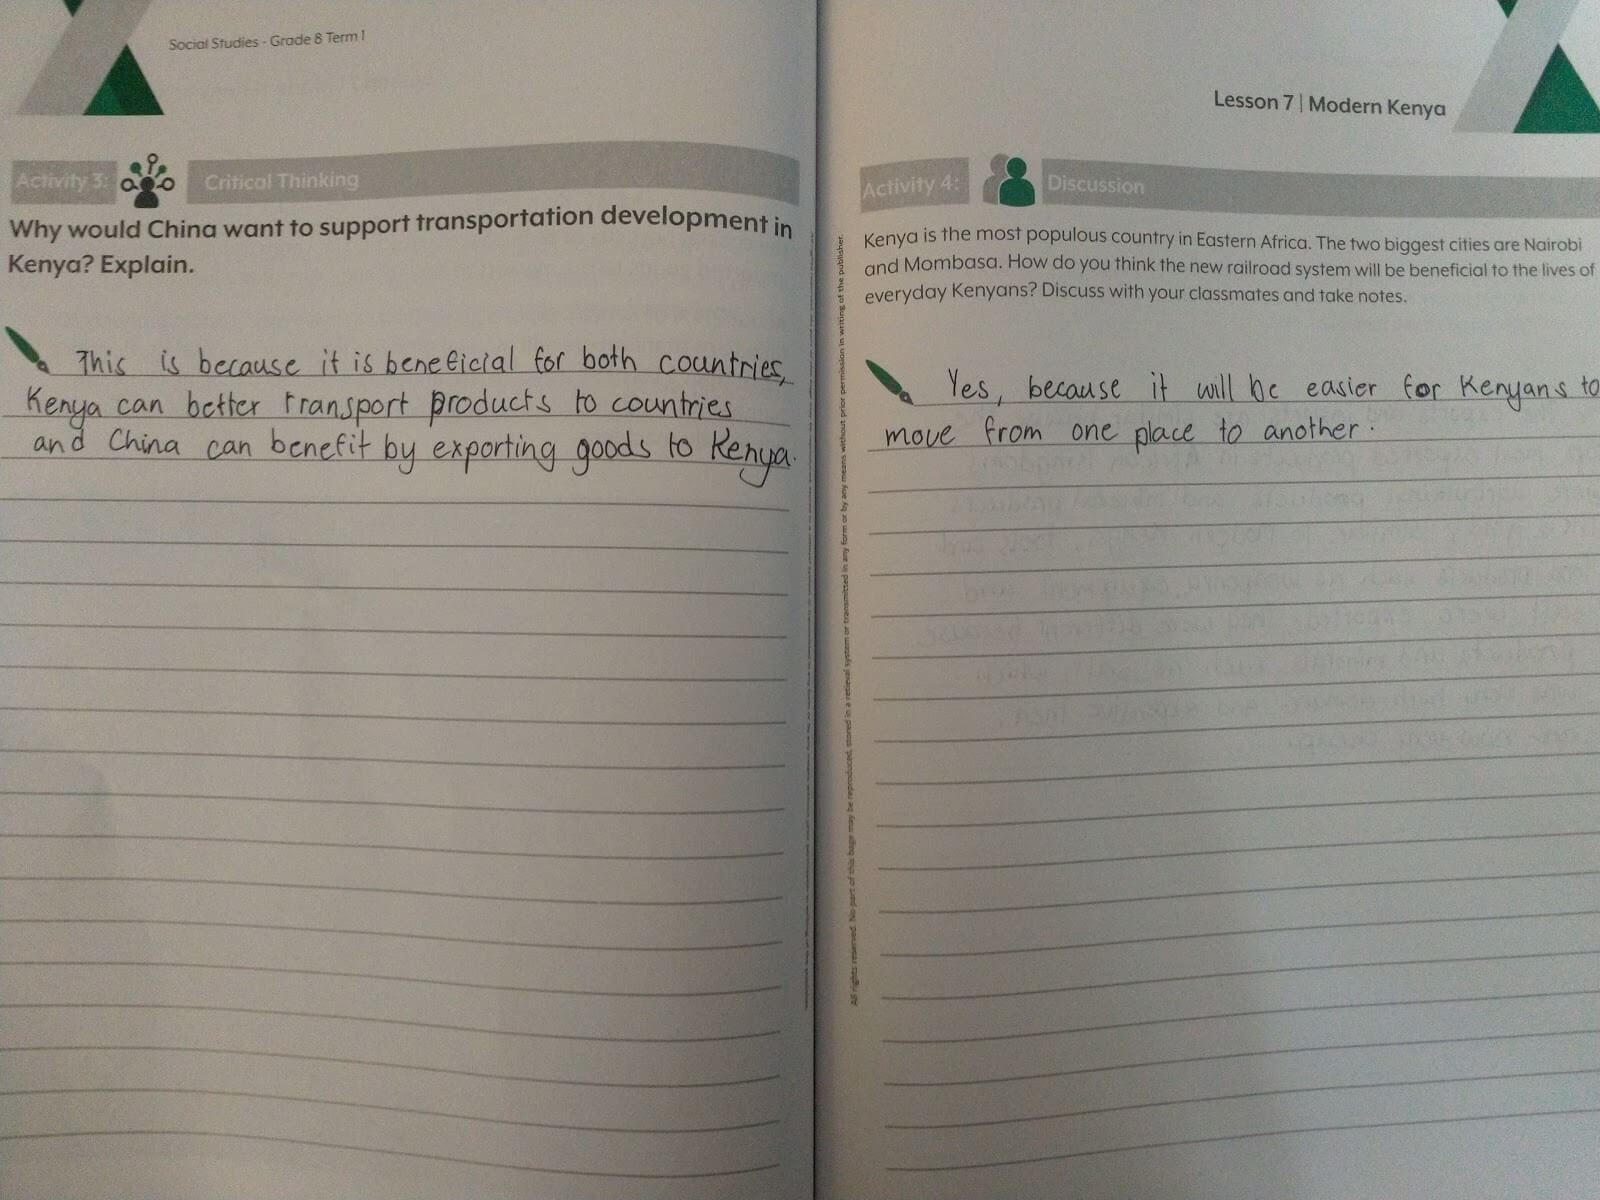 Social Studies - Grade 8 Term 1
Activity 3:
Critical Thinking
Why would China want to support transportation development in
Kenya? Explain.
This is because it is beneficial for both countries,
Kenya can better transport products to countries
and China can benefit by exporting goods to Kenya.
Lesson 7 | Modern Kenya
Activity 4:
Discussion
Kenya is the most populous country in Eastern Africa. The two biggest cities are Nairobi
and Mombasa. How do you think the new railroad system will be beneficial to the lives of
everyday Kenyans? Discuss with your classmates and take notes.
Yes, because it will be easier for Kenyans to
move from one place to another.
All rights reserved. No part of this page may be reproduced, stored in a retrieval system or transmitted in any form or by any means without prior permission in writing of the publisher.